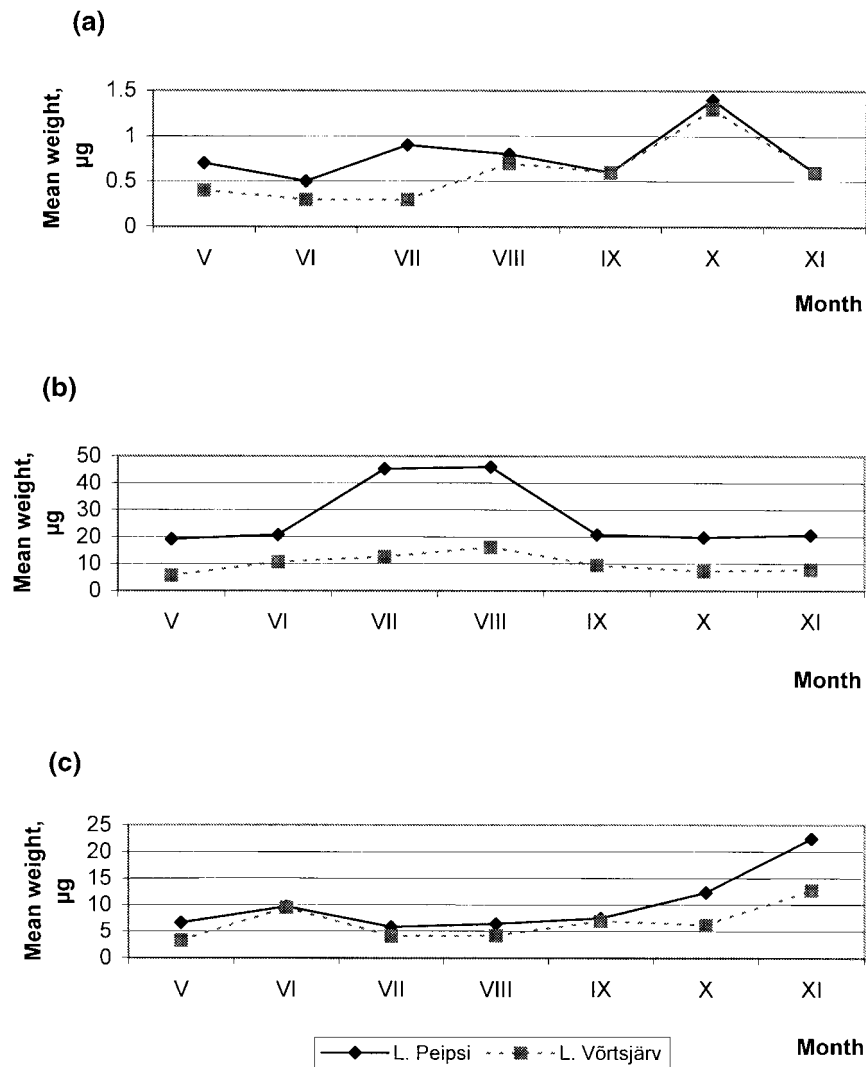 (a)
Mean weight,
µg
1.5
1
0.5
0
V VI VII VIII IX X XI
Month
(b)
Mean weight,
µg
50
40
30
20
10
0
V VI VII VIII IX X XI
Month
(c)
Mean weight,
µg
25
20
15
10
5
0
V VI VII VIII IX X XI
Month
L. Peipsi L. Võrtsjärv